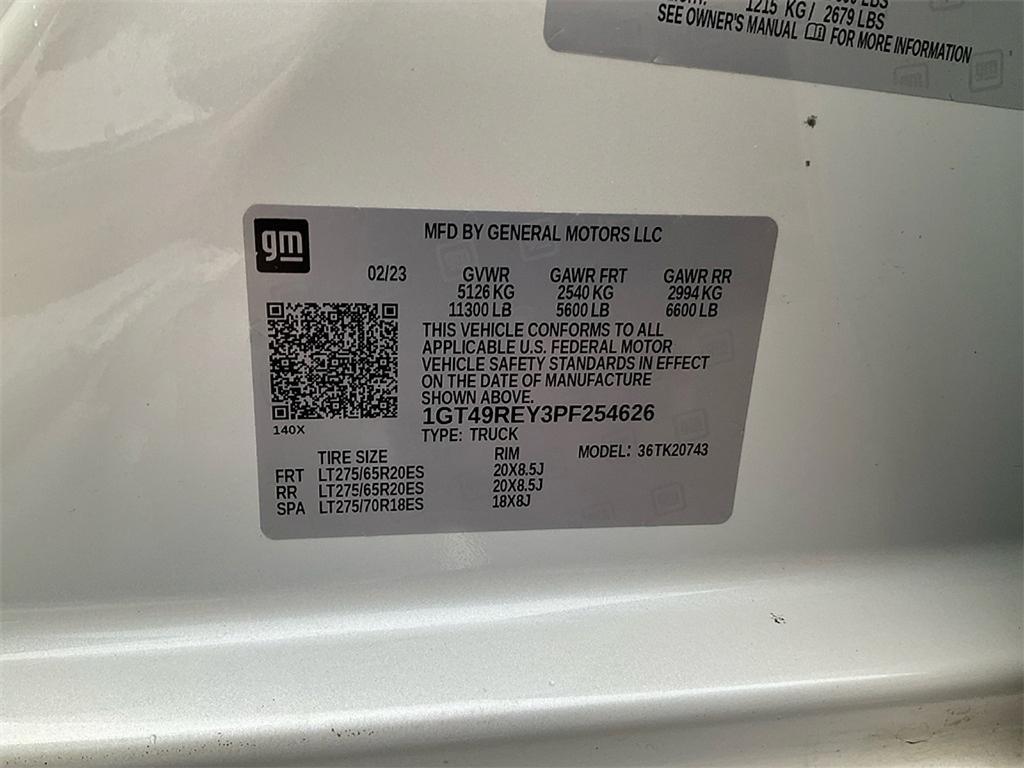 1215 KG/ 2679 LBS
SEE OWNER'S MANUAL FOR MORE INFORMATION
gm
MFD BY GENERAL MOTORS LLC
02/23 GVWR GAWR FRT GAWR RR
5126 KG 2540 KG 2994 KG
11300 LB 5600 LB 6600 LB
THIS VEHICLE CONFORMS TO ALL
APPLICABLE U.S. FEDERAL MOTOR
VEHICLE SAFETY STANDARDS IN EFFECT
ON THE DATE OF MANUFACTURE
SHOWN ABOVE.
1GT49REY3PF254626
140X
TYPE: TRUCK
TIRE SIZE RIM MODEL: 36TK20743
FRT LT275/65R20ES 20X8.5J
RR LT275/65R20ES 20X8.5J
SPA LT275/70R18ES 18X8J